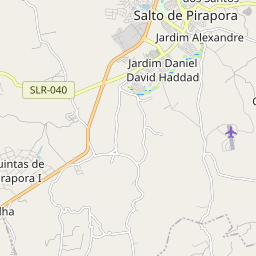 dos Santos
Salto de Pirapora
Jardim Alexandre
Jardim Daniel
David Haddad
SLR-040
uintas de
irapora I
lha